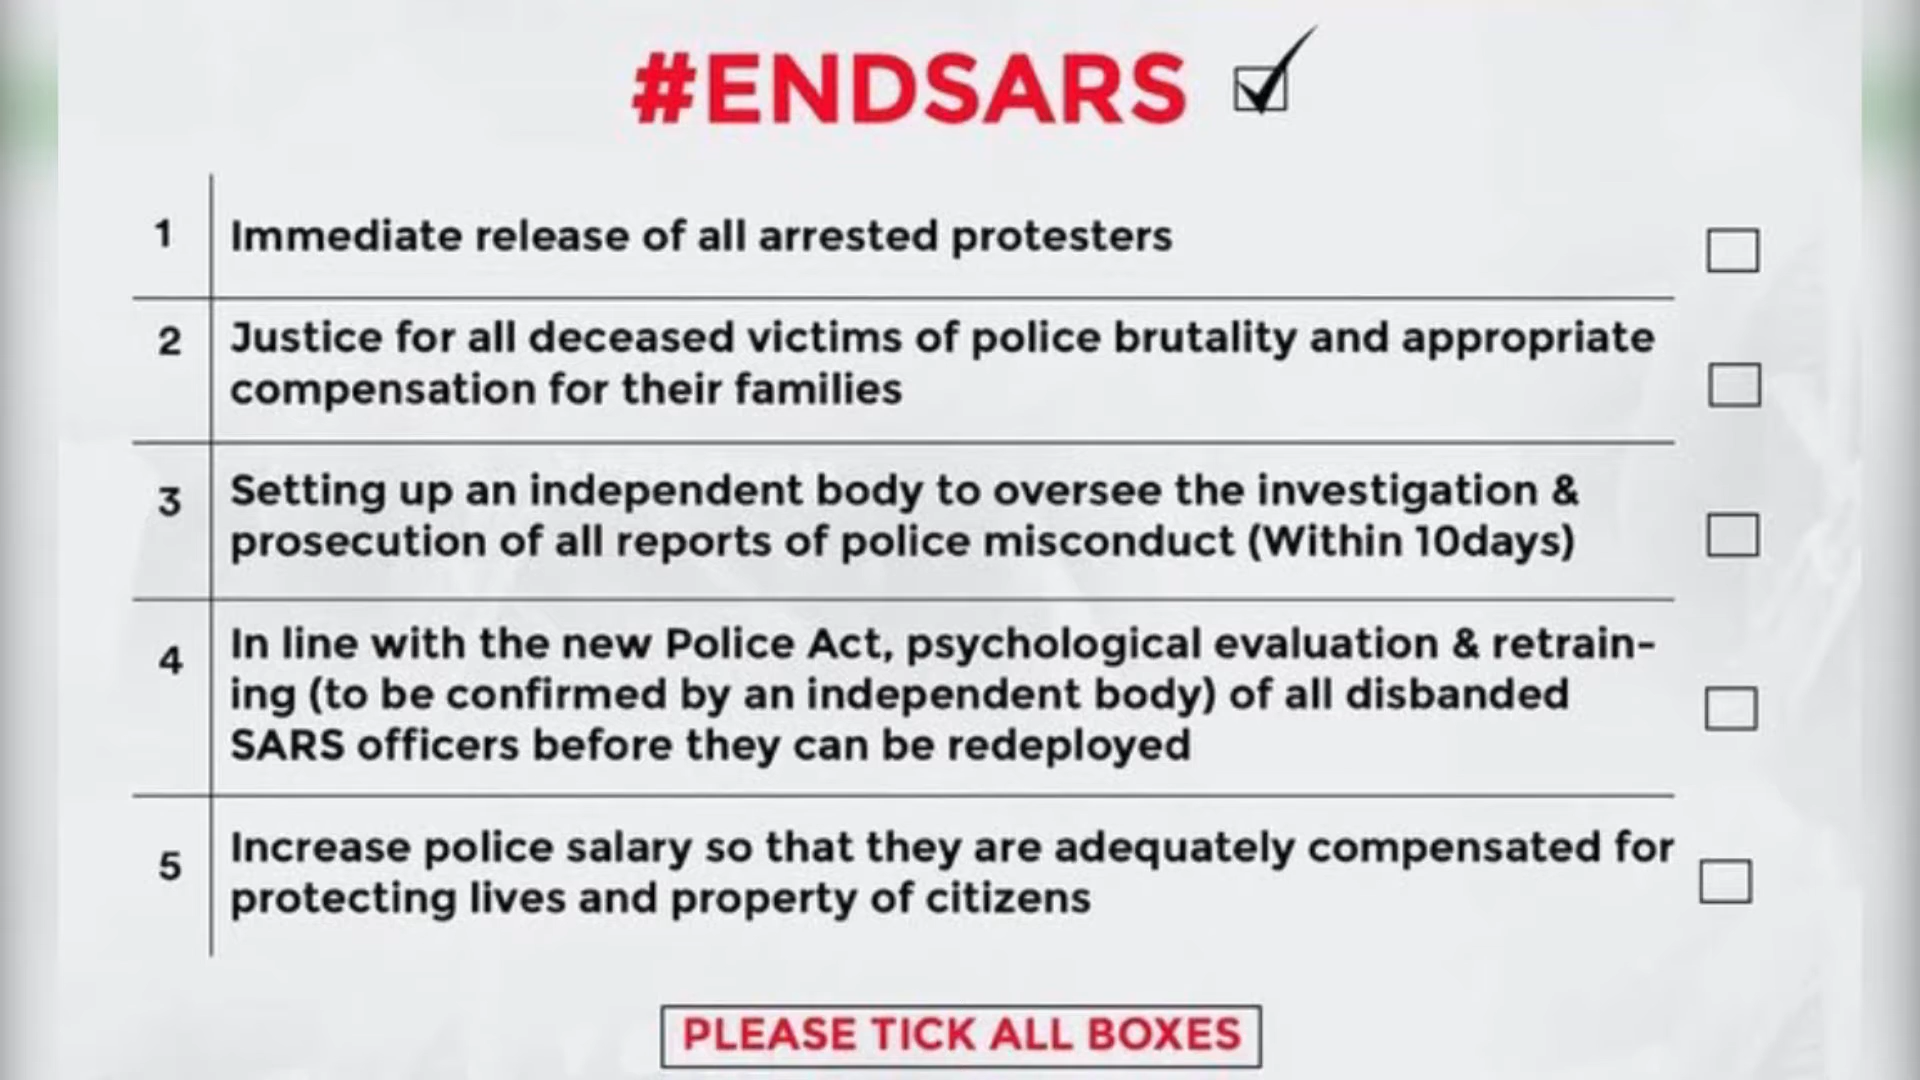 #ENDSARS
1
Immediate release of all arrested protesters
2
Justice for all deceased victims of police brutality and appropriate
compensation for their families
3
Setting up an independent body to oversee the investigation &
prosecution of all reports of police misconduct (Within 10days)
4
In line with the new Police Act, psychological evaluation & retrain-
ing (to be confirmed by an independent body) of all disbanded
SARS officers before they can be redeployed
5
Increase police salary so that they are adequately compensated for
protecting lives and property of citizens
PLEASE TICK ALL BOXES